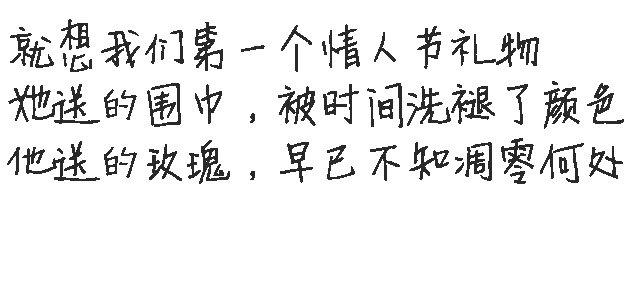 就想我们第一个情人节礼物
她送的围巾，被时间洗褪了颜色
他送的玫瑰，早已不知凋零何处